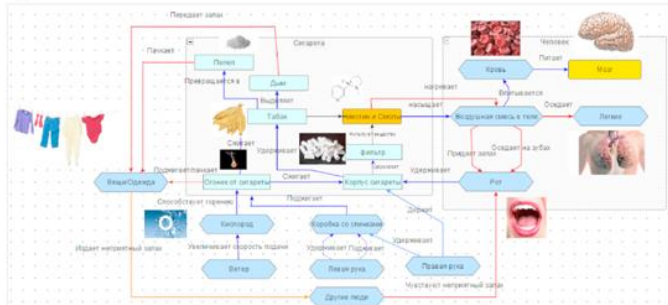 Передает запах
Сигарета
Человек
Пачкает
Пепел
Кровь
Питает
Мозг
Дым
Превращается в
нагревает
Впитывается
Выделяет
насыщает
Табак
Никотин и Смолы
Воздушная смесь в теле
Оседает
Легкие
Сжигает
Удерживает
фильтр
Придает запах
Оседает на зубах
Поджигает/пачкает
Сжигает
Удерживает
Вещи/Одежда
Огонек от сигареты
Корпус сигареты
Рот
Способствует горению
Поджигает
Держит
Кислород
Коробка со спичками
Издает неприятный запах
Увеличивает скорость подачи
Удерживает
Поджигает
Удерживает
Ветер
Левая рука
Правая рука
Чувствуют неприятный запах
Другие люди